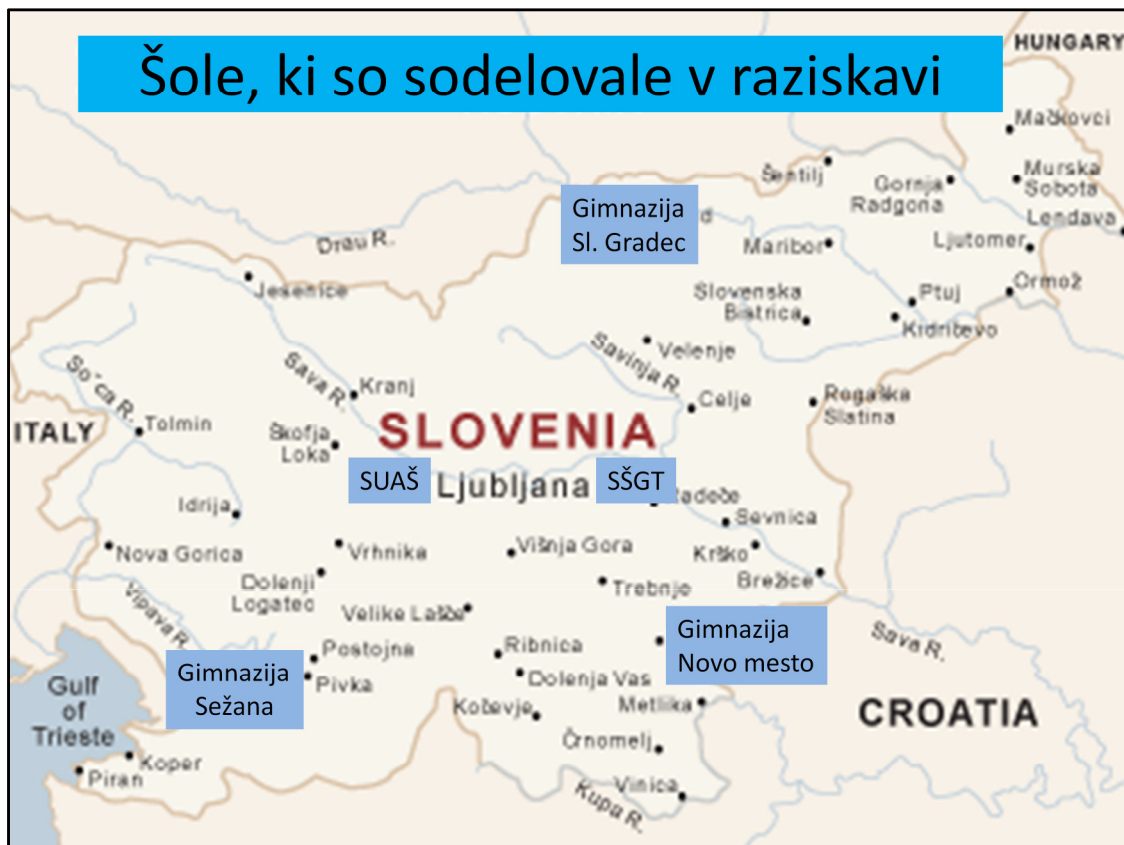 Šole, ki so sodelovale v raziskavi
HUNGARY
Mačkovci
Šentilj
Gornja
Radgona
Murska
Sobota
Lendava
Gimnazija
Sl. Gradec
Drau R.
Maribor
Ljutomer
Jesenice
Slovenska
Bistrica
Ptuj
Ormož
Kidričevo
Savinja R.
Velenje
Sava R.
Kranj
Celje
Rogaška
Slatina
So˘ca R.
Tolmin
ITALY
Škofja
Loka
SLOVENIA
SUAŠ
Ljubljana
SŠGT
Radeče
Idrija
Sevnica
Nova Gorica
Vrhnika
Višnja Gora
Krško
Dolenji
Logatec
Trebnje
Brežice
Vipava R.
Velike Lašče
Gimnazija
Novo mesto
Sava R.
Postojna
Ribnica
Gimnazija
Sežana
Pivka
Dolenja Vas
Gulf
of
Trieste
Kočevje
Metlika
CROATIA
Črnomelj
Koper
Piran
Vinica
Kupa R.